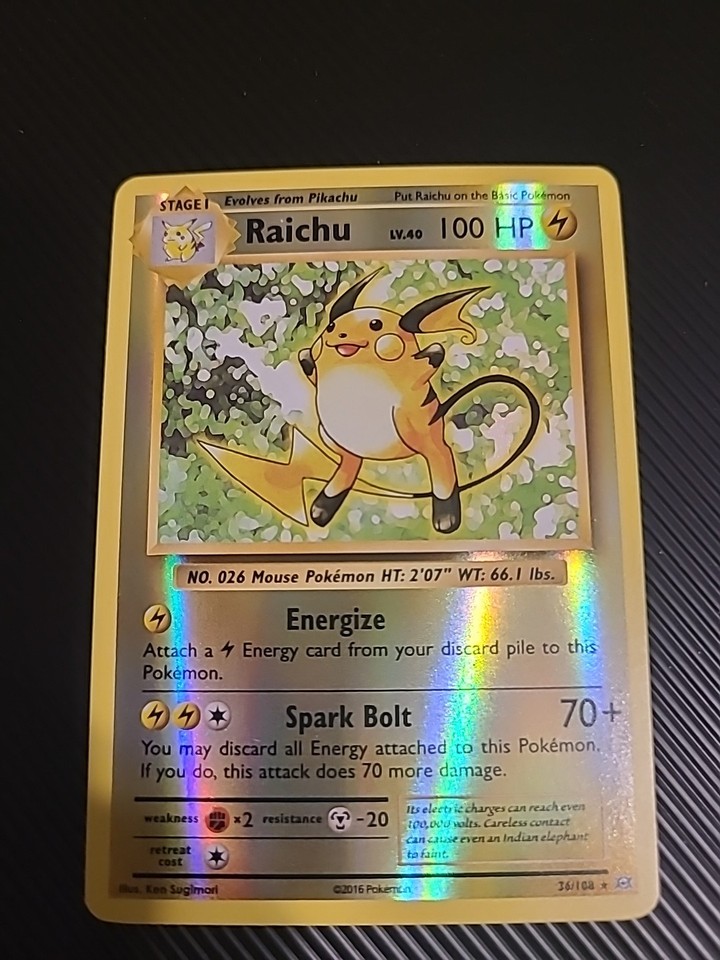 STAGE 1 Evolves from Pikachu Put Raichu on the Basic Pokémon
Raichu LV.40 100 HP
NO. 026 Mouse Pokémon HT: 2'07" WT: 66.1 lbs.
Energize
Attach a Energy card from your discard pile to this
Pokémon.
Spark Bolt 70+
You may discard all Energy attached to this Pokémon.
If you do, this attack does 70 more damage.
weakness x2 resistance -20
retreat
cost
Its electric charges can reach even
100,000 volts. Careless contact
can cause even an Indian elephant
to faint.
Illus. Ken Sugimori ©2016 Pokémon 36/108 ★